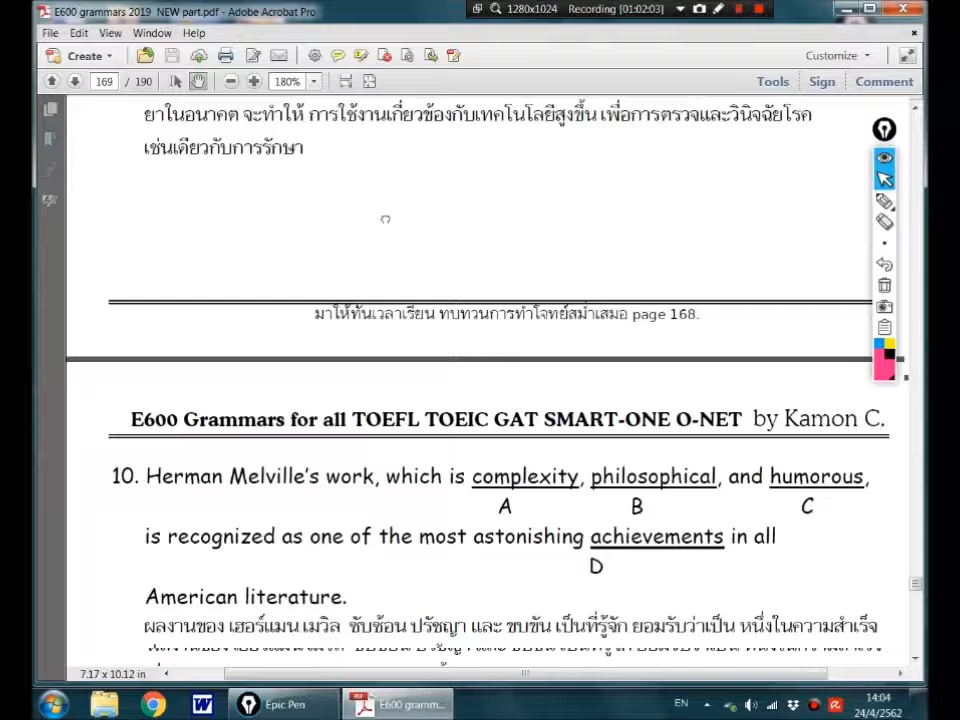 E600 grammars 2019 NEW part.pdf - Adobe Acrobat Pro
1280x1024 Recording [01:02:03]
File Edit View Window Help
Create Customize
169 / 190 180% Tools Sign Comment
ยาในอนาคต จะทำให้ การใช้งานเกี่ยวข้องกับเทคโนโลยีสูงขึ้น เพื่อการตรวจและวินิจฉัยโรค
เช่นเดียวกับการรักษา
มาให้ทันเวลาเรียน ทบทวนการทำโจทย์สม่ำเสมอ page 168.
E600 Grammars for all TOEFL TOEIC GAT SMART-ONE O-NET by Kamon C.
10. Herman Melville's work, which is complexity, philosophical, and humorous,
A B C
is recognized as one of the most astonishing achievements in all
D
American literature.
ผลงานของ เฮอร์แมน เมวิล ซับซ้อน ปรัชญา และ ขบขัน เป็นที่รู้จัก ยอมรับว่าเป็น หนึ่งในความสำเร็จ
7.17 x 10.12 in
Epic Pen E600 gramm... EN 14:04
24/4/2562